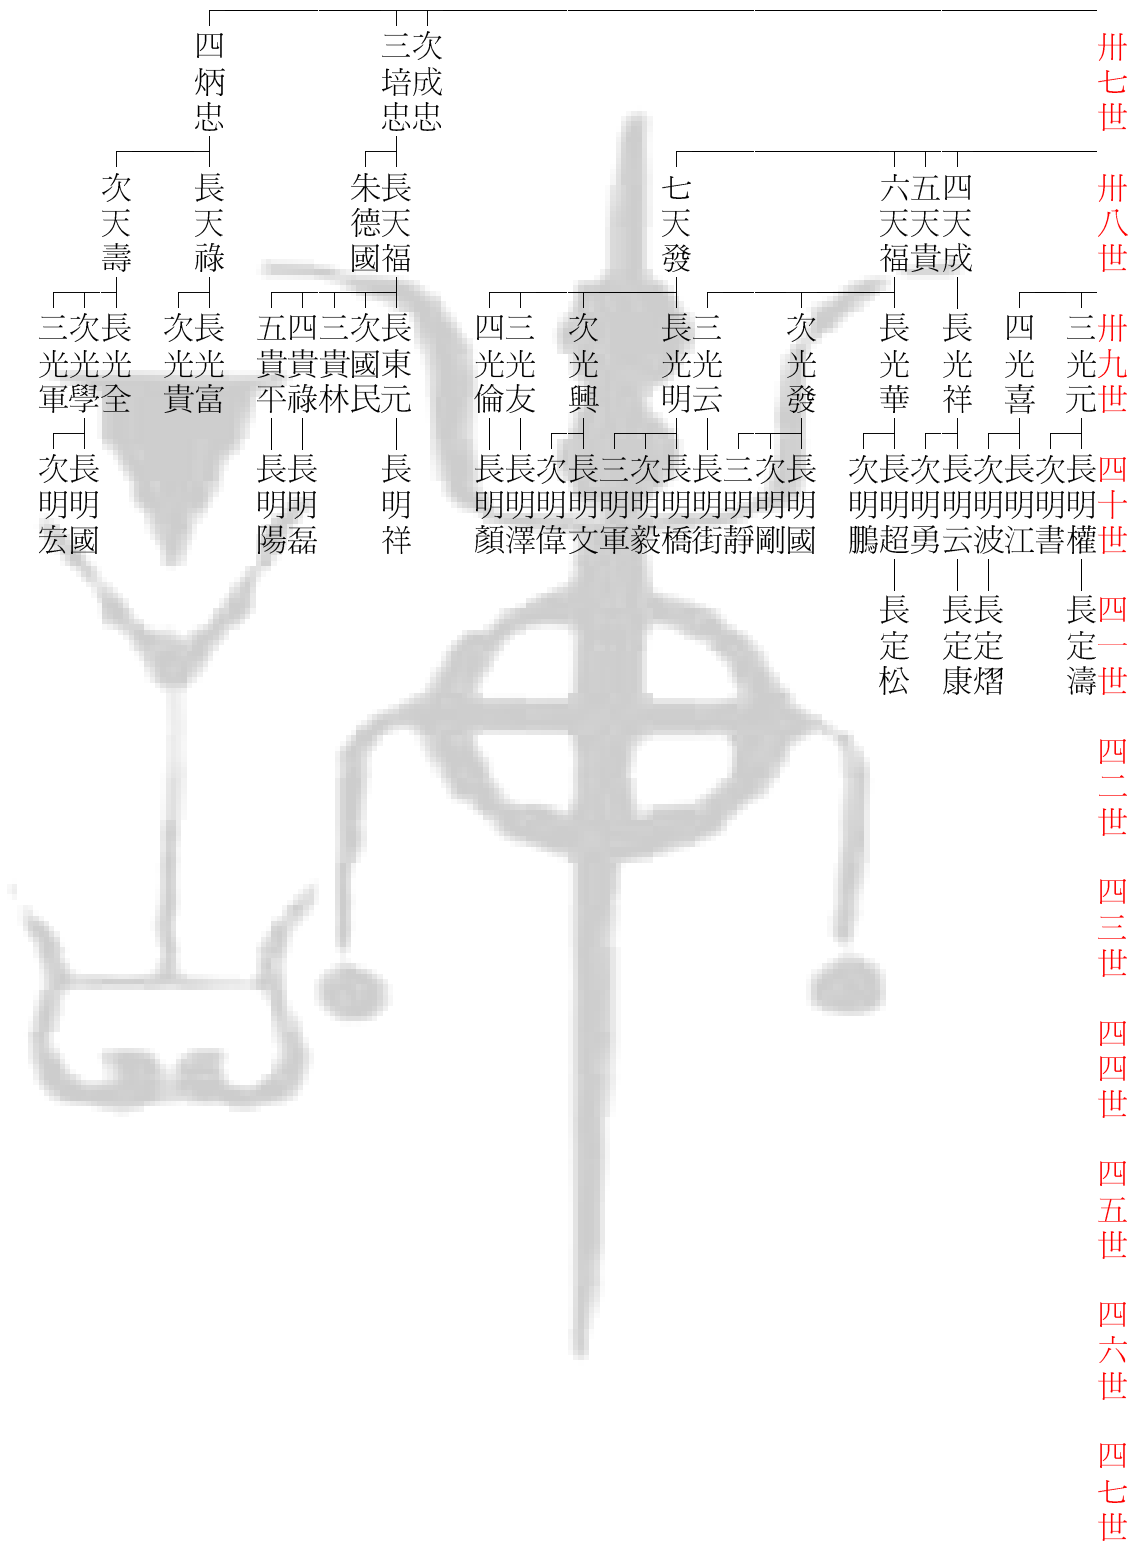 卅七世
次成忠
三培忠
四炳忠
卅八世
四天成
五天貴
六天福
七天發
長天福
朱德國
長天祿
次天壽
卅九世
三光元
四光喜
長光祥
長光華
次光發
三光云
長光明
次光興
三光友
四光倫
長東元
次國民
三貴林
四貴祿
五貴平
長光富
次光貴
長光全
次光學
三光軍
四十世
長明權
次明書
長明江
次明波
長明云
次明勇
長明超
次明鵬
長明國
次明剛
三明靜
長明街
長明橋
次明毅
三明軍
長明文
次明偉
長明澤
長明顏
長明祥
長明磊
長明陽
長明國
次明宏
四一世
長定濤
長定熠
長定康
長定松
四二世
四三世
四四世
四五世
四六世
四七世